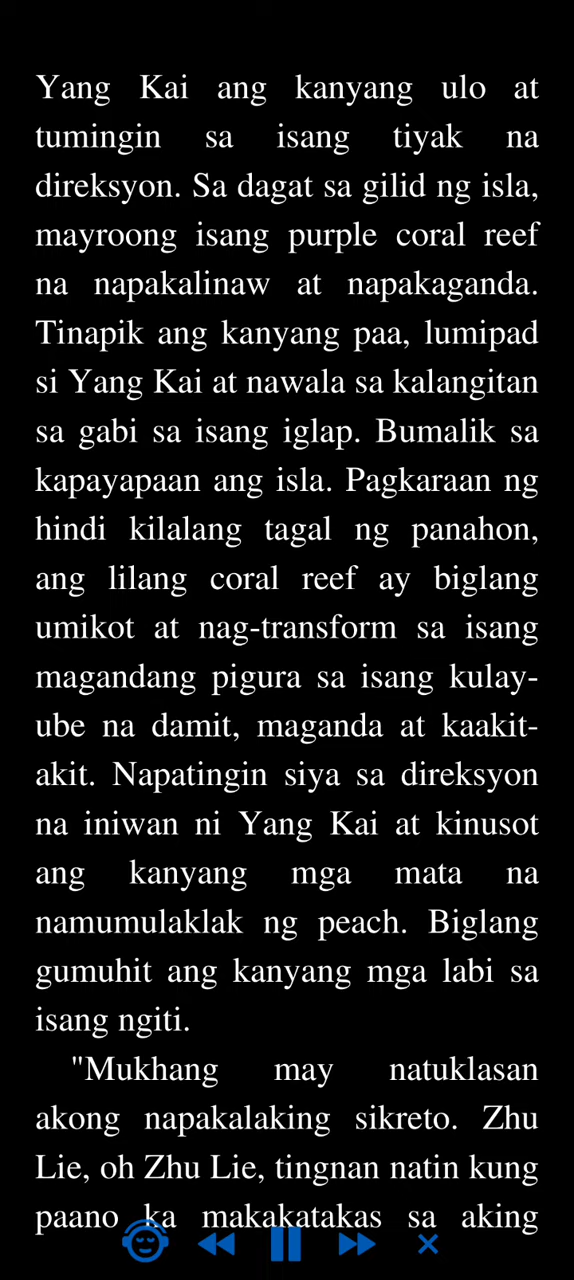 Yang Kai ang kanyang ulo at
tumingin sa isang tiyak na
direksyon. Sa dagat sa gilid ng isla,
mayroong isang purple coral reef
na napakalinaw at napakaganda.
Tinapik ang kanyang paa, lumipad
si Yang Kai at nawala sa kalangitan
sa gabi sa isang iglap. Bumalik sa
kapayapaan ang isla. Pagkaraan ng
hindi kilalang tagal ng panahon,
ang lilang coral reef ay biglang
umikot at nag-transform sa isang
magandang pigura sa isang kulay-
ube na damit, maganda at kaakit-
akit. Napatingin siya sa direksyon
na iniwan ni Yang Kai at kinusot
ang kanyang mga mata na
namumulaklak ng peach. Biglang
gumuhit ang kanyang mga labi sa
isang ngiti.
"Mukhang may natuklasan
akong napakalaking sikreto. Zhu
Lie, oh Zhu Lie, tingnan natin kung
paano ka makakatakas sa aking